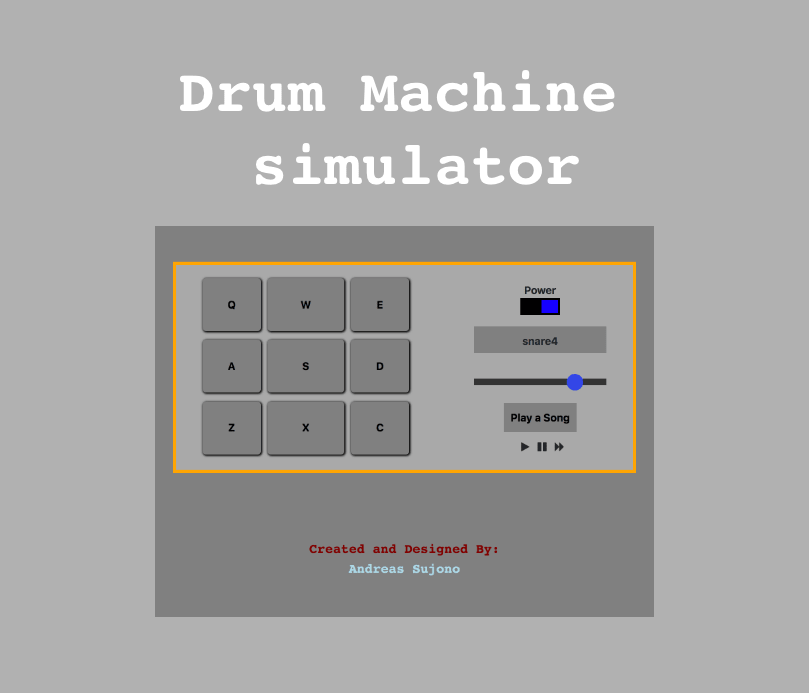 Drum Machine
simulator
Q W E
Power
snare4
A S D
Play a Song
Z X C
Created and Designed By:
Andreas Sujono